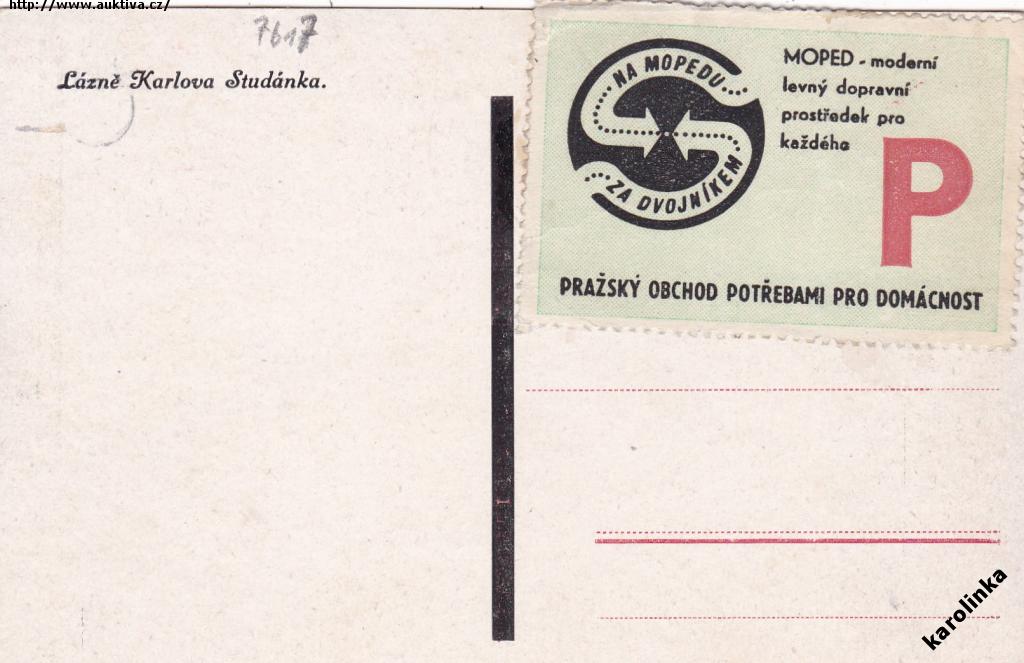 http://www.auktiva.cz/
7617
Lázně Karlova Studánka.
NA MOPEDU...
...ZA DVOJNÍKEM
MOPED - moderní
levný dopravní
prostředek pro
každého
P
PRAŽSKÝ OBCHOD POTŘEBAMI PRO DOMÁCNOST
karolinka